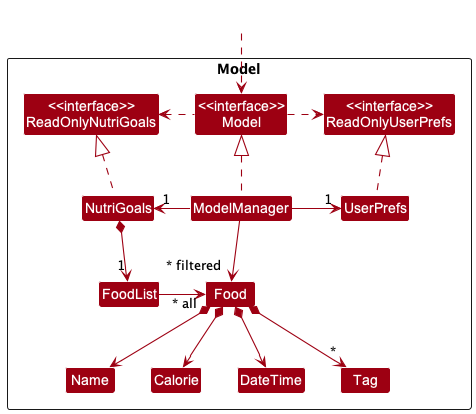 Model
<<interface>>
ReadOnlyNutriGoals
<<interface>>
Model
<<interface>>
ReadOnlyUserPrefs
NutriGoals
1
ModelManager
1
UserPrefs
1
* filtered
FoodList
* all
Food
*
Name
Calorie
DateTime
Tag